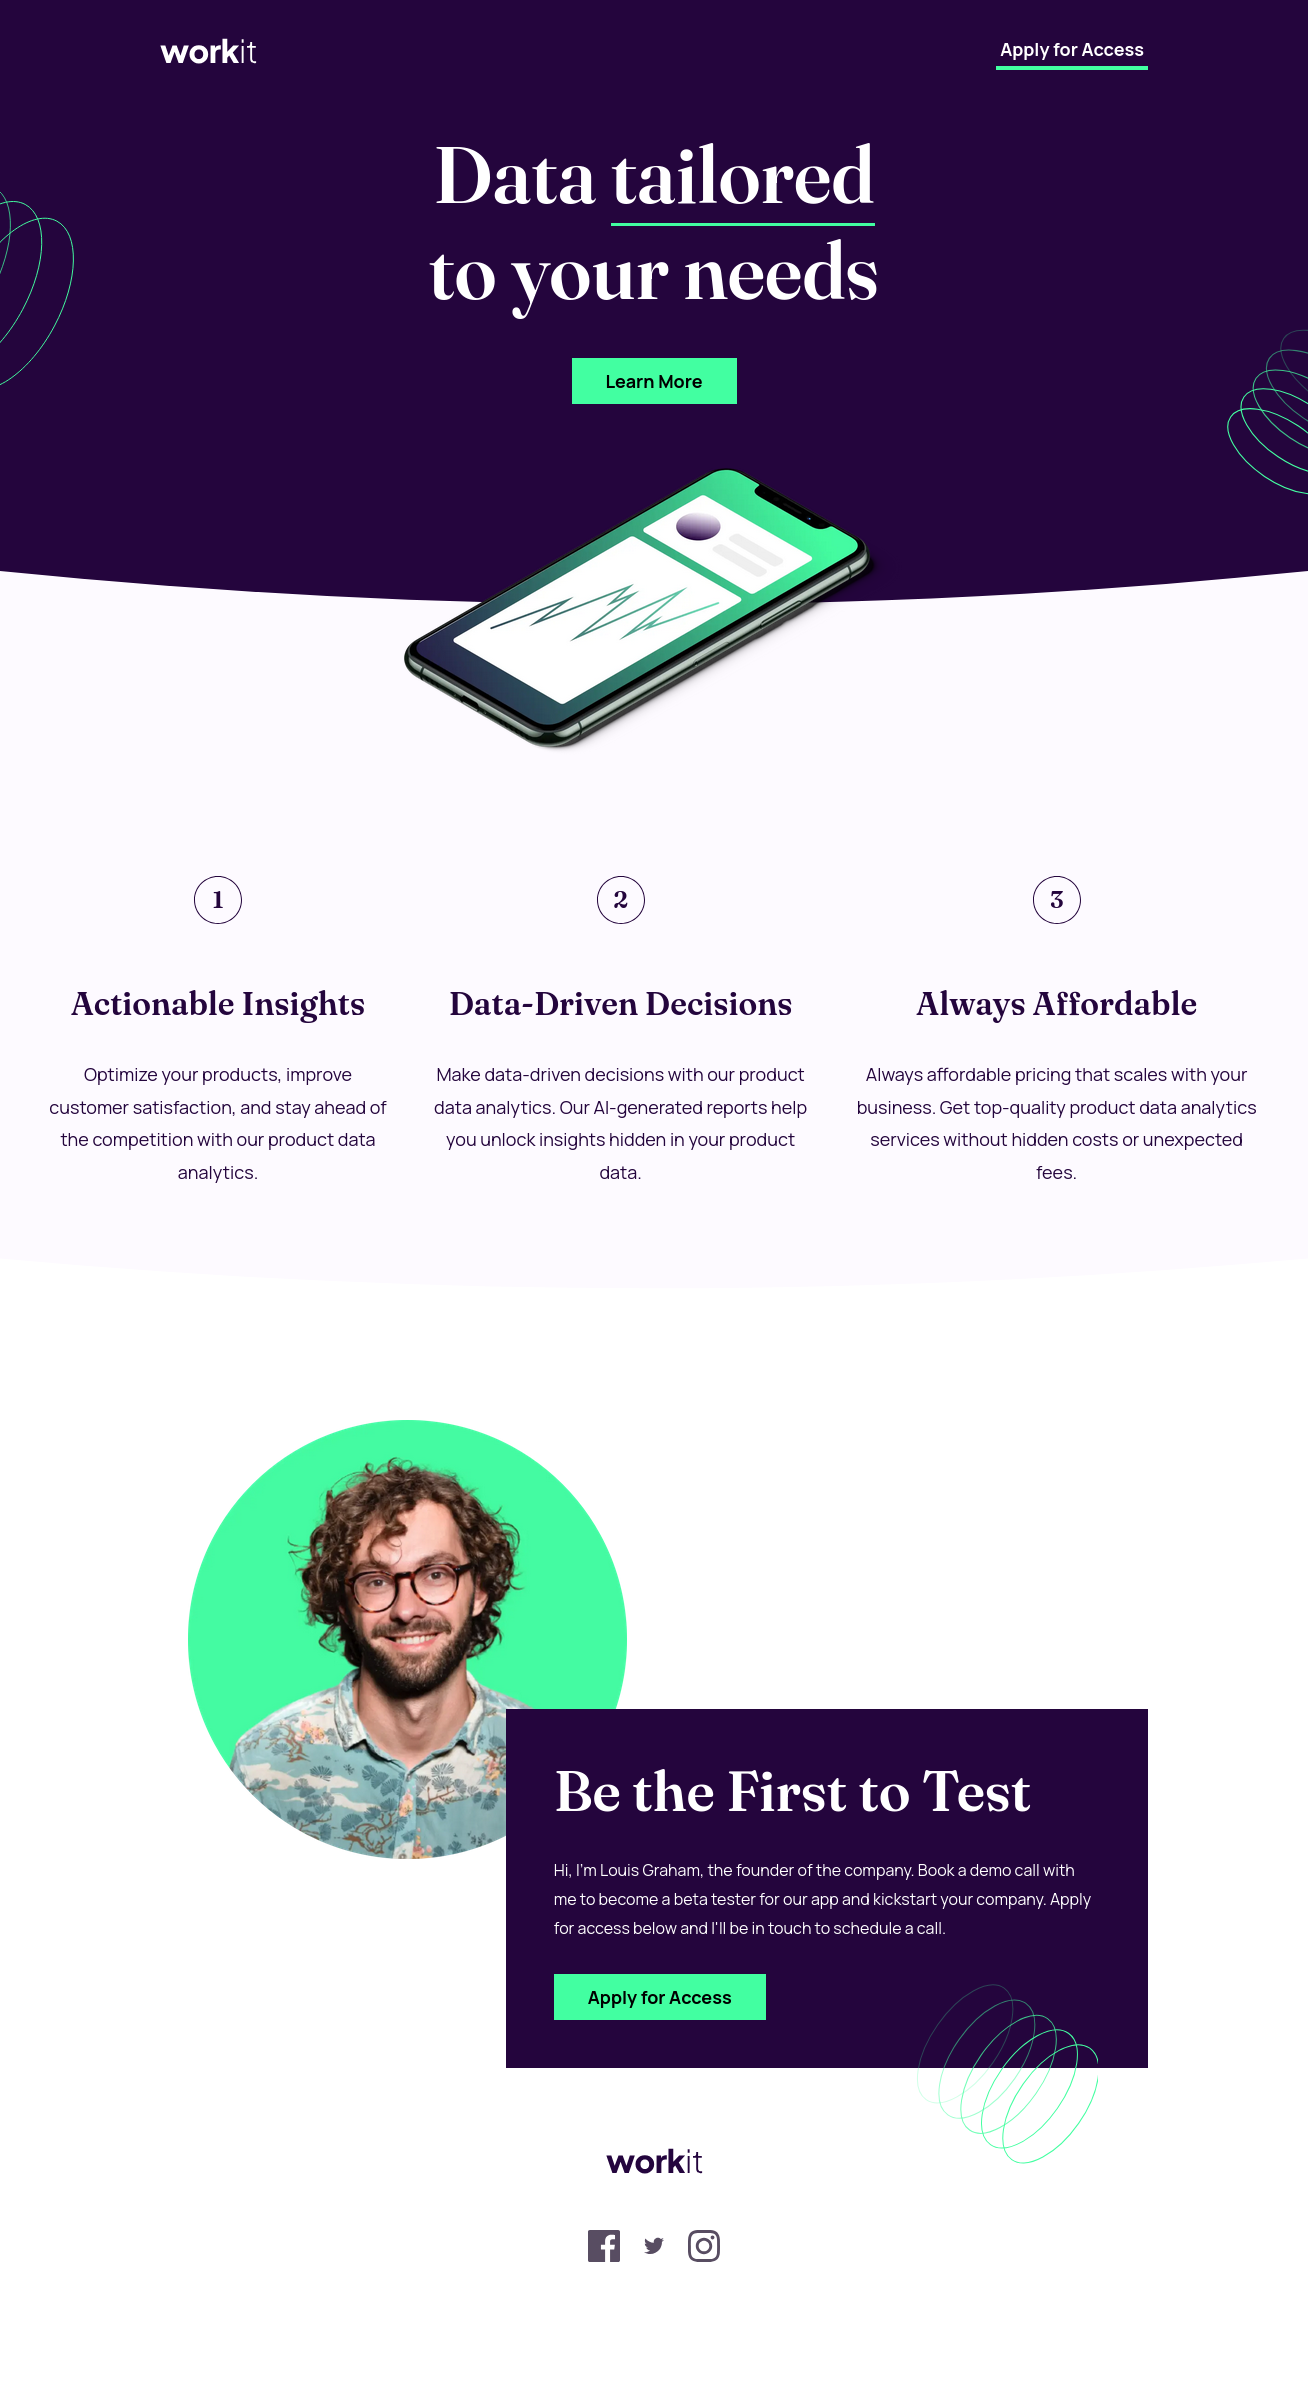 workit
Apply for Access
Data tailored
to your needs
Learn More
1
Actionable Insights
Optimize your products, improve
customer satisfaction, and stay ahead of
the competition with our product data
analytics.
2
Data-Driven Decisions
Make data-driven decisions with our product
data analytics. Our AI-generated reports help
you unlock insights hidden in your product
data.
3
Always Affordable
Always affordable pricing that scales with your
business. Get top-quality product data analytics
services without hidden costs or unexpected
fees.
Be the First to Test
Hi, I'm Louis Graham, the founder of the company. Book a demo call with
me to become a beta tester for our app and kickstart your company. Apply
for access below and I'll be in touch to schedule a call.
Apply for Access
workit